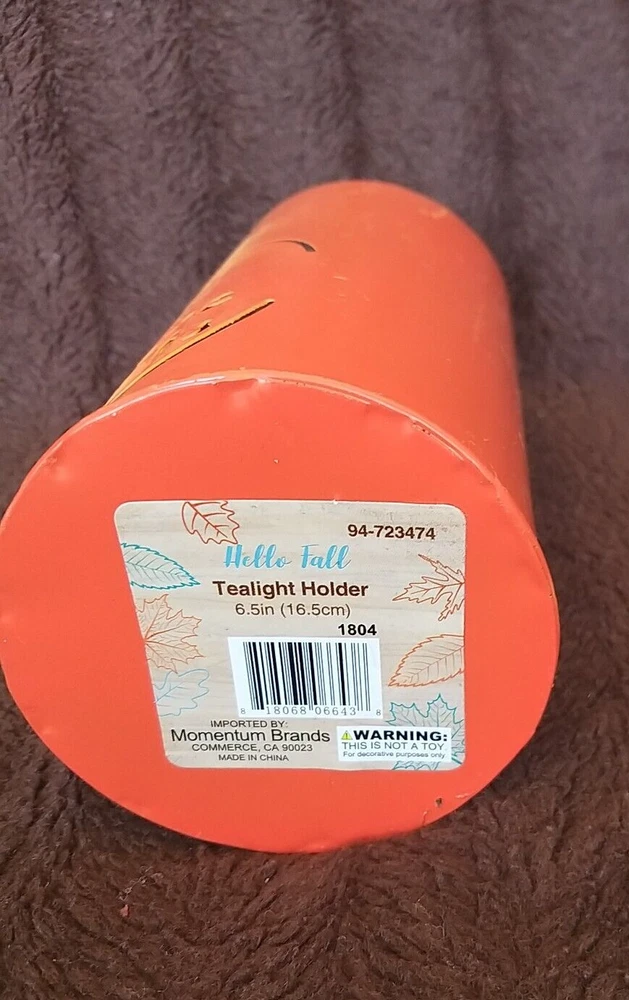 94-723474
Hello Fall
Tealight Holder
6.5in (16.5cm)
1804
8 18068 06643 8
IMPORTED BY:
Momentum Brands
COMMERCE, CA 90023
MADE IN CHINA
WARNING:
THIS IS NOT A TOY
For decorative purposes only